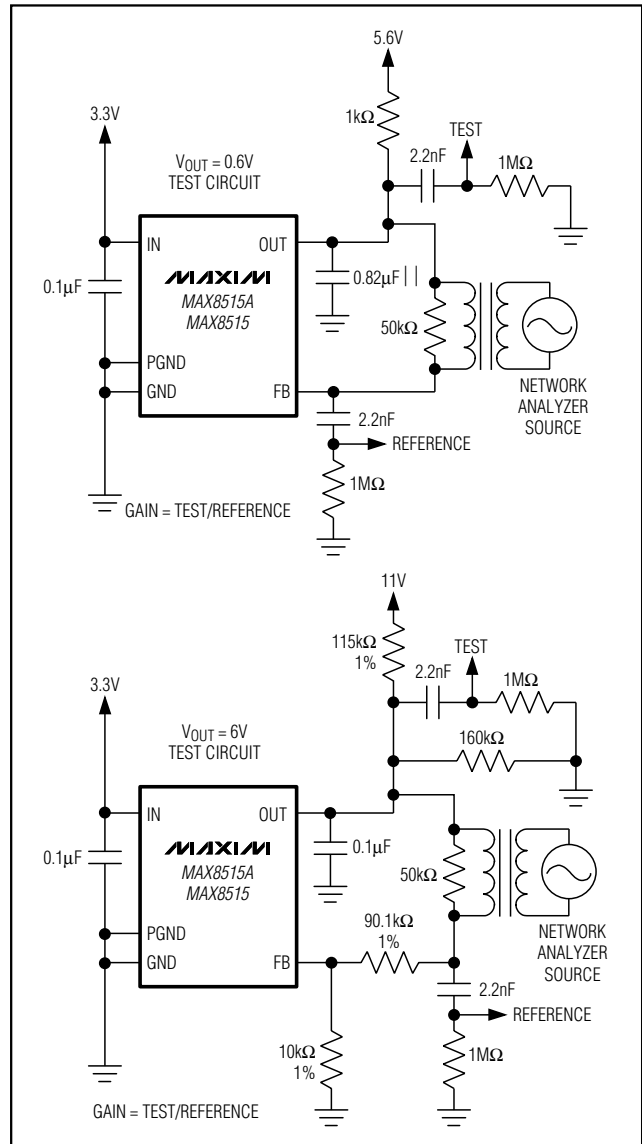 5.6V
3.3V
1kΩ
TEST
2.2nF
1MΩ
VOUT = 0.6V
TEST CIRCUIT
IN
OUT
MAXIM
MAX8515A
MAX8515
0.1µF
0.82µF ||
50kΩ
PGND
GND
FB
NETWORK
ANALYZER
SOURCE
2.2nF
REFERENCE
1MΩ
GAIN = TEST/REFERENCE
11V
115kΩ
1%
TEST
3.3V
2.2nF
1MΩ
VOUT = 6V
TEST CIRCUIT
160kΩ
IN
OUT
MAXIM
MAX8515A
MAX8515
0.1µF
0.1µF
50kΩ
90.1kΩ
1%
PGND
GND
FB
NETWORK
ANALYZER
SOURCE
2.2nF
REFERENCE
10kΩ
1%
1MΩ
GAIN = TEST/REFERENCE